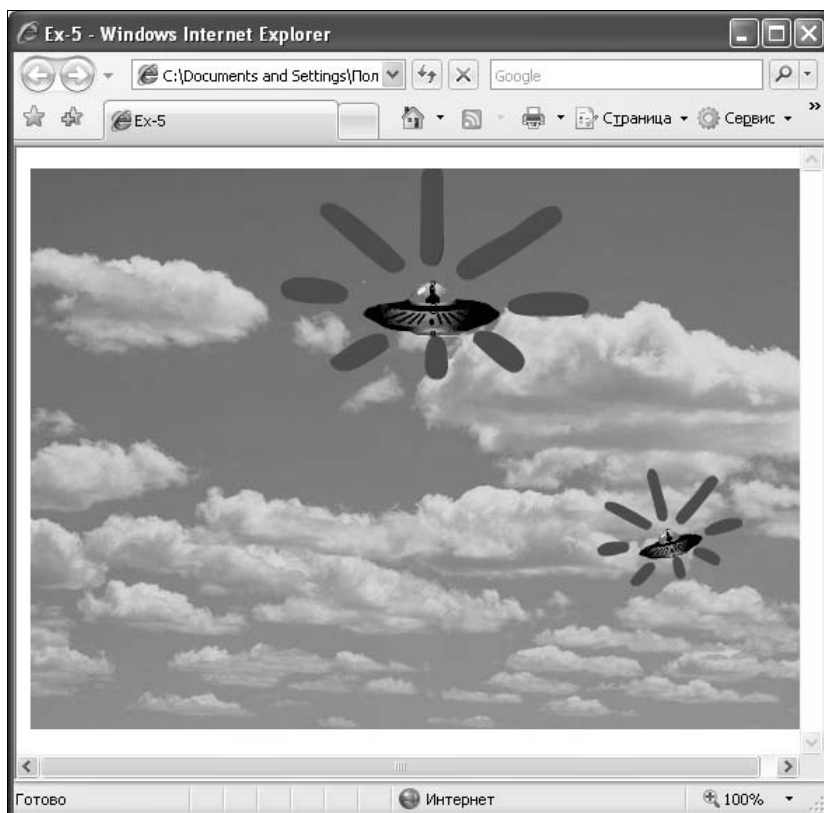 Ex-5 - Windows Internet Explorer
C:\Documents and Settings\Пол
Google
Ex-5
Страница
Сервис
»
Готово
Интернет
100%